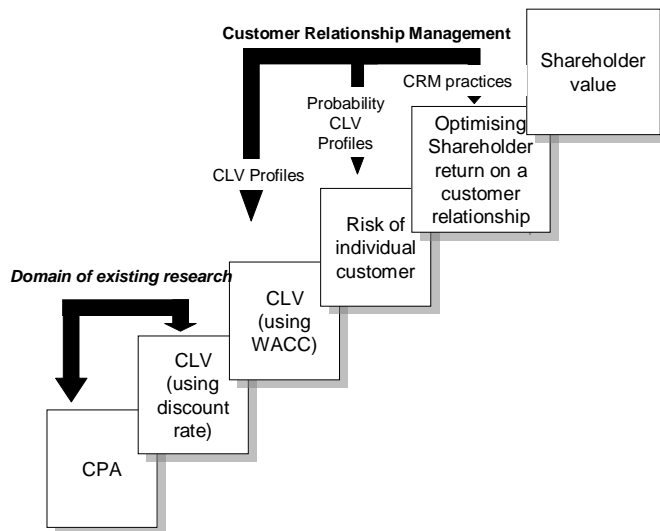 Customer Relationship Management
Shareholder
value
CRM practices
Probability
CLV
Profiles
Optimising
Shareholder
return on a
customer
relationship
CLV Profiles
Risk of
individual
customer
Domain of existing research
CLV
(using
WACC)
CLV
(using
discount
rate)
CPA